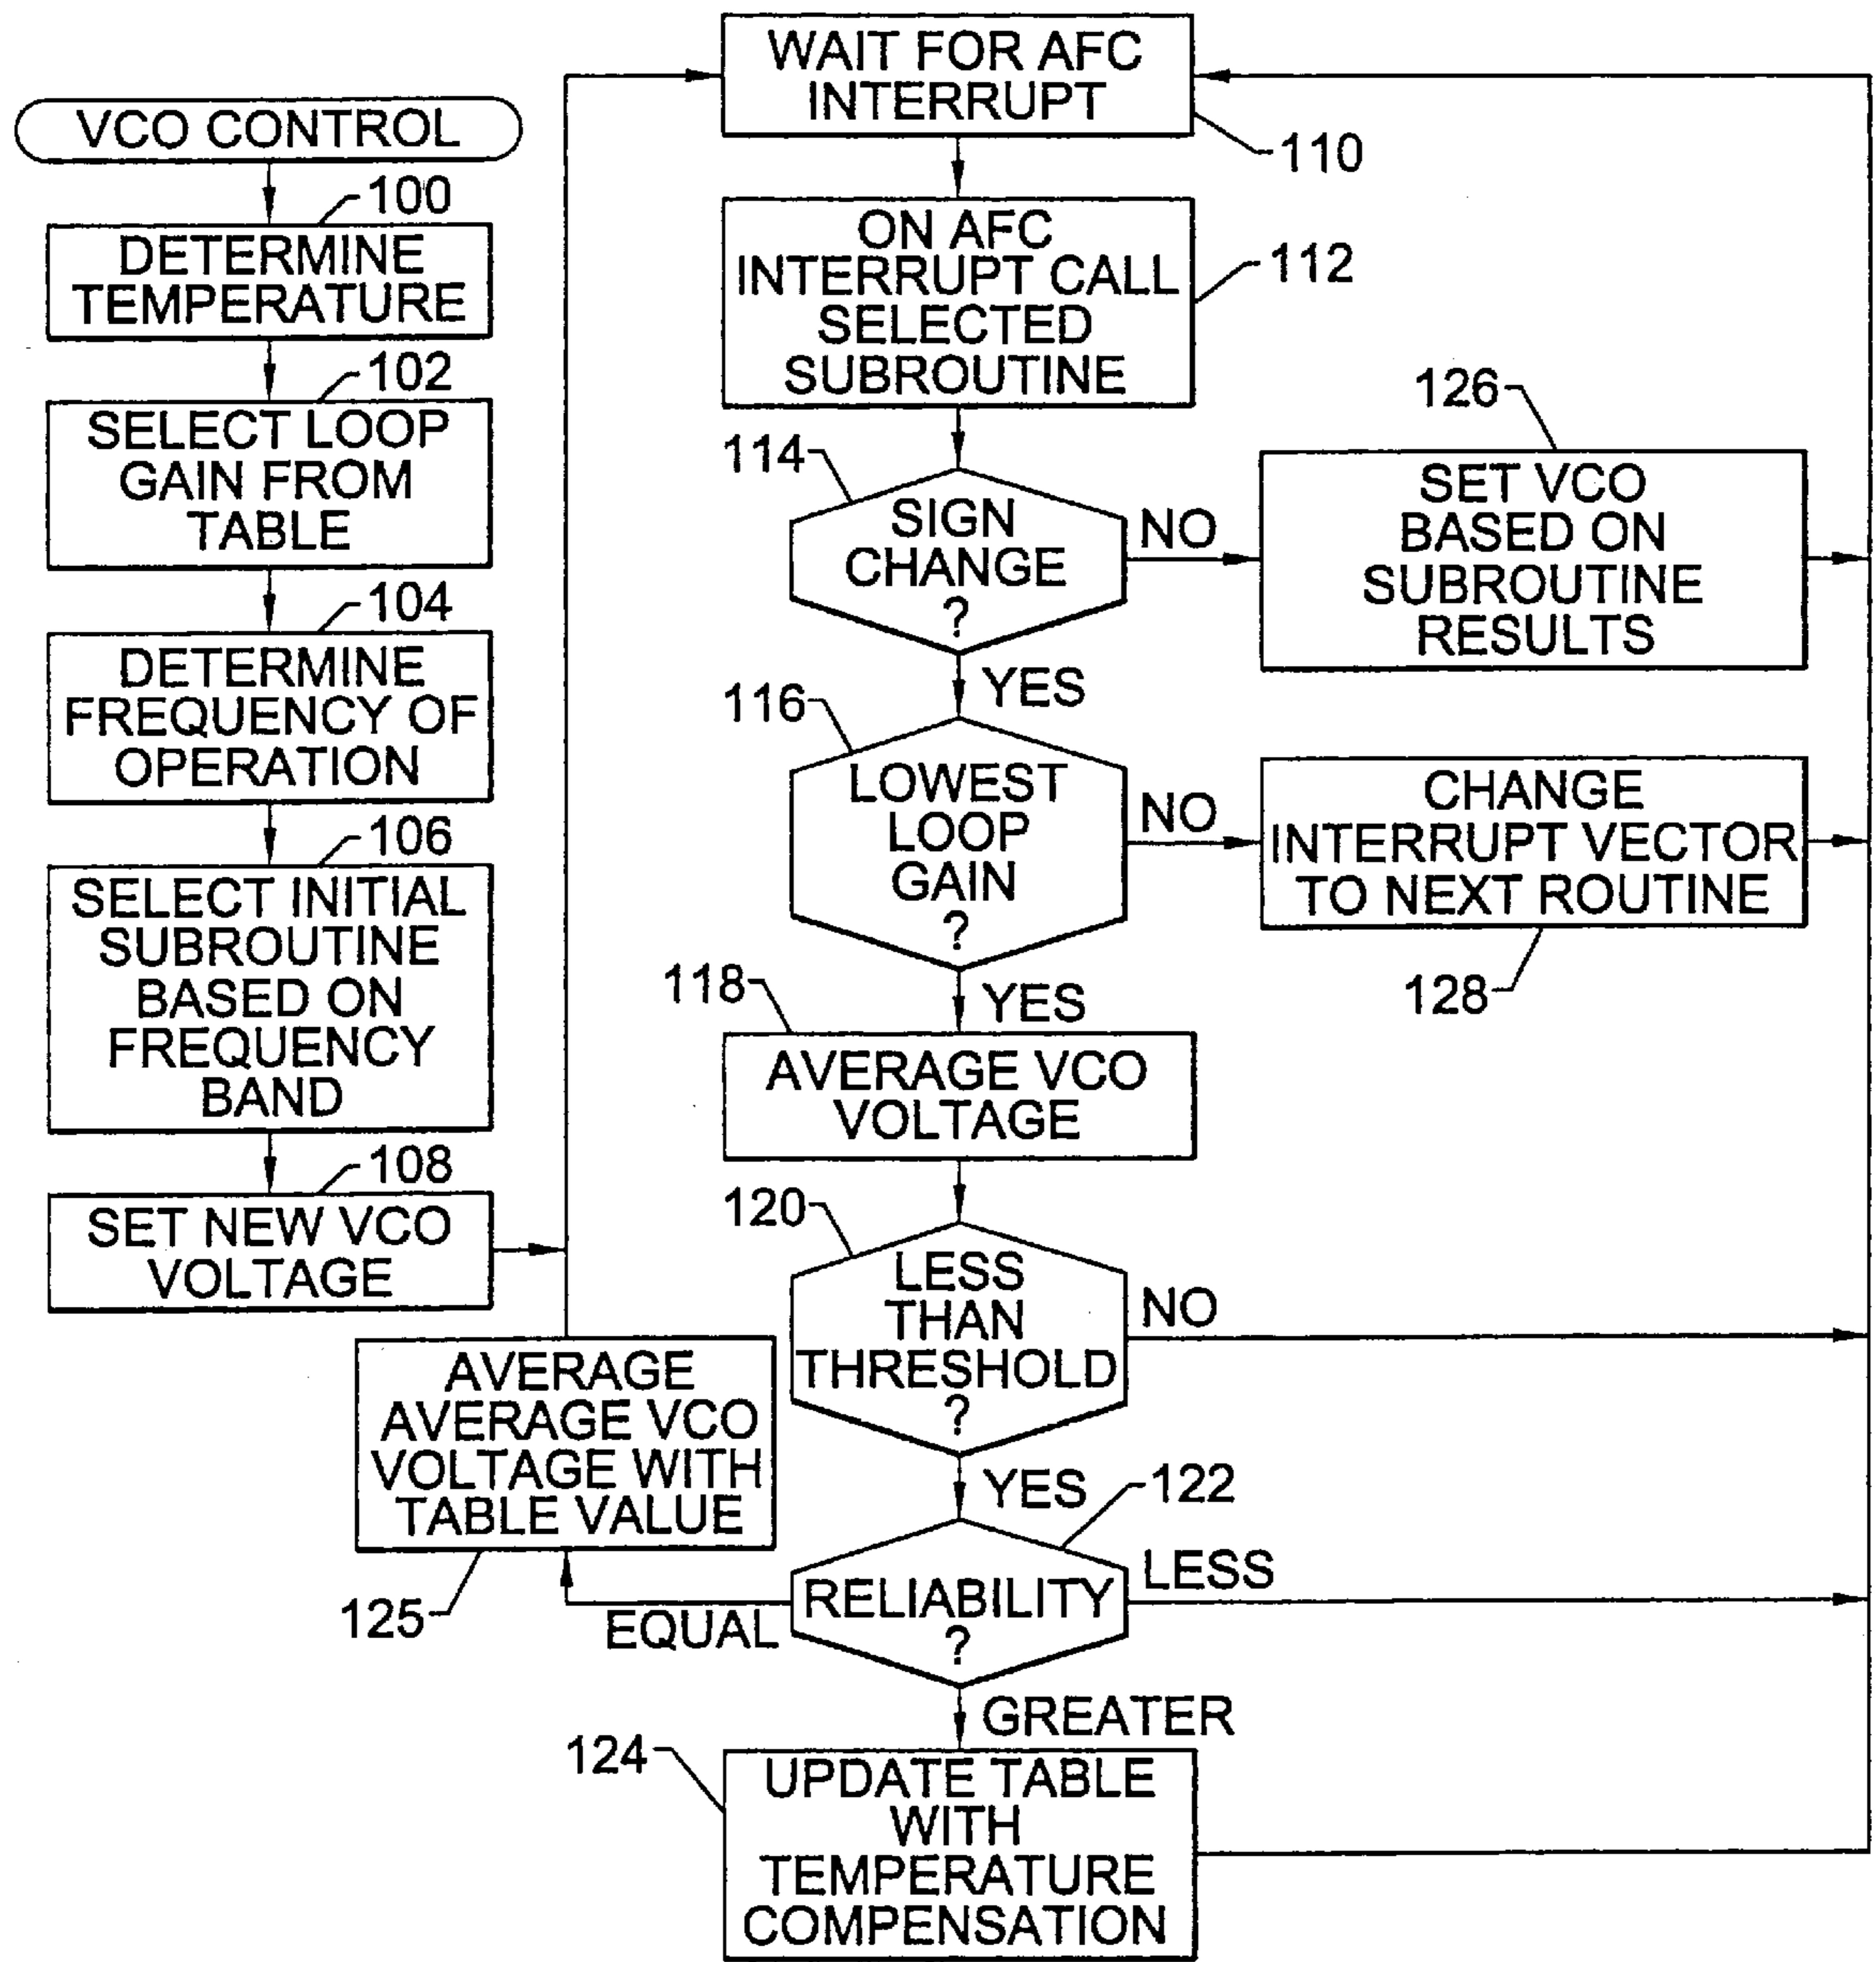 VCO CONTROL
100
DETERMINE
TEMPERATURE
102
SELECT LOOP
GAIN FROM
TABLE
104
DETERMINE
FREQUENCY OF
OPERATION
106
SELECT INITIAL
SUBROUTINE
BASED ON
FREQUENCY
BAND
108
SET NEW VCO
VOLTAGE
WAIT FOR AFC
INTERRUPT
110
ON AFC
INTERRUPT CALL
SELECTED
SUBROUTINE
112
114
SIGN
CHANGE
?
NO
126
SET VCO
BASED ON
SUBROUTINE
RESULTS
YES
116
LOWEST
LOOP
GAIN
?
NO
CHANGE
INTERRUPT VECTOR
TO NEXT ROUTINE
128
YES
118
AVERAGE VCO
VOLTAGE
120
LESS
THAN
THRESHOLD
?
NO
YES
122
RELIABILITY
?
LESS
EQUAL
AVERAGE
AVERAGE VCO
VOLTAGE WITH
TABLE VALUE
125
GREATER
124
UPDATE TABLE
WITH
TEMPERATURE
COMPENSATION